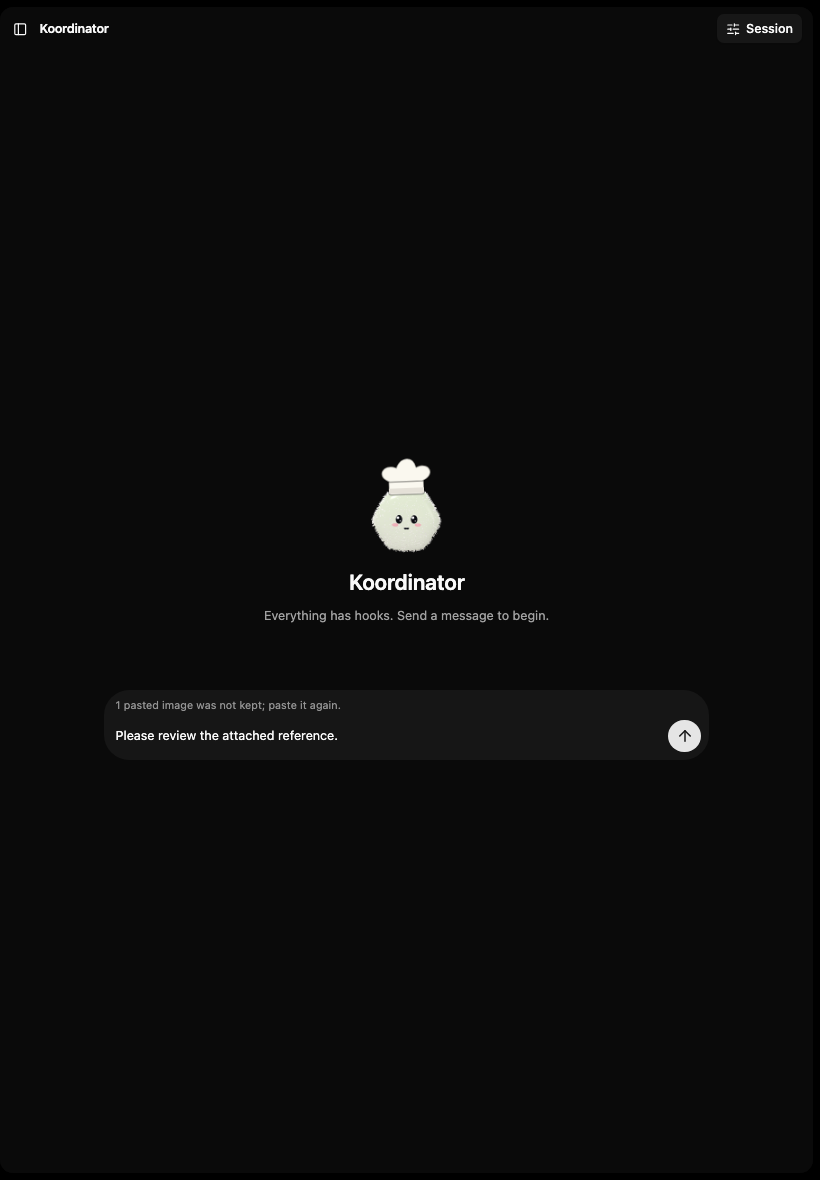 Koordinator
Session
Koordinator
Everything has hooks. Send a message to begin.
1 pasted image was not kept; paste it again.
Please review the attached reference.